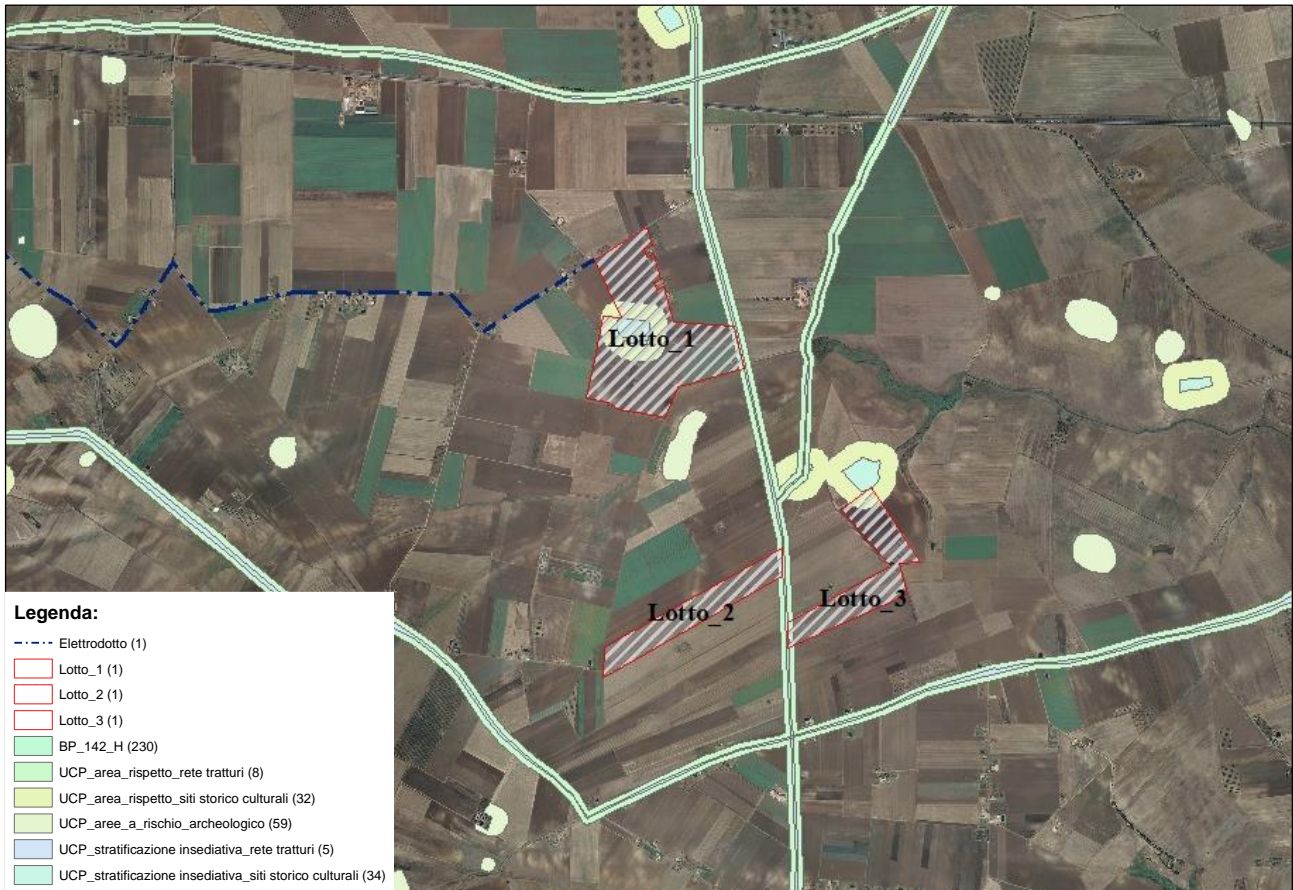 Lotto_1
Lotto_2
Lotto_3
Legenda:
Elettrodotto (1)
Lotto_1 (1)
Lotto_2 (1)
Lotto_3 (1)
BP_142_H (230)
UCP_area_rispetto_rete tratturi (8)
UCP_area_rispetto_siti storico culturali (32)
UCP_aree_a_rischio_archeologico (59)
UCP_stratificazione insediativa_rete tratturi (5)
UCP_stratificazione insediativa_siti storico culturali (34)